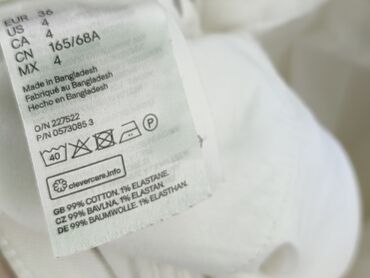 EUR 36
US 4
CA 4
CN 165/68A
MX 4
Made in Bangladesh
Fabriqué au Bangladesh
Hecho en Bangladesh
O/N 227522
P/N 0573085 3
40
P
clevercare.info
GB 99% COTTON. 1% ELASTANE.
CZ 99% BAVLNA. 1% ELASTAN.
DE 99% BAUMWOLLE. 1% ELASTHAN.